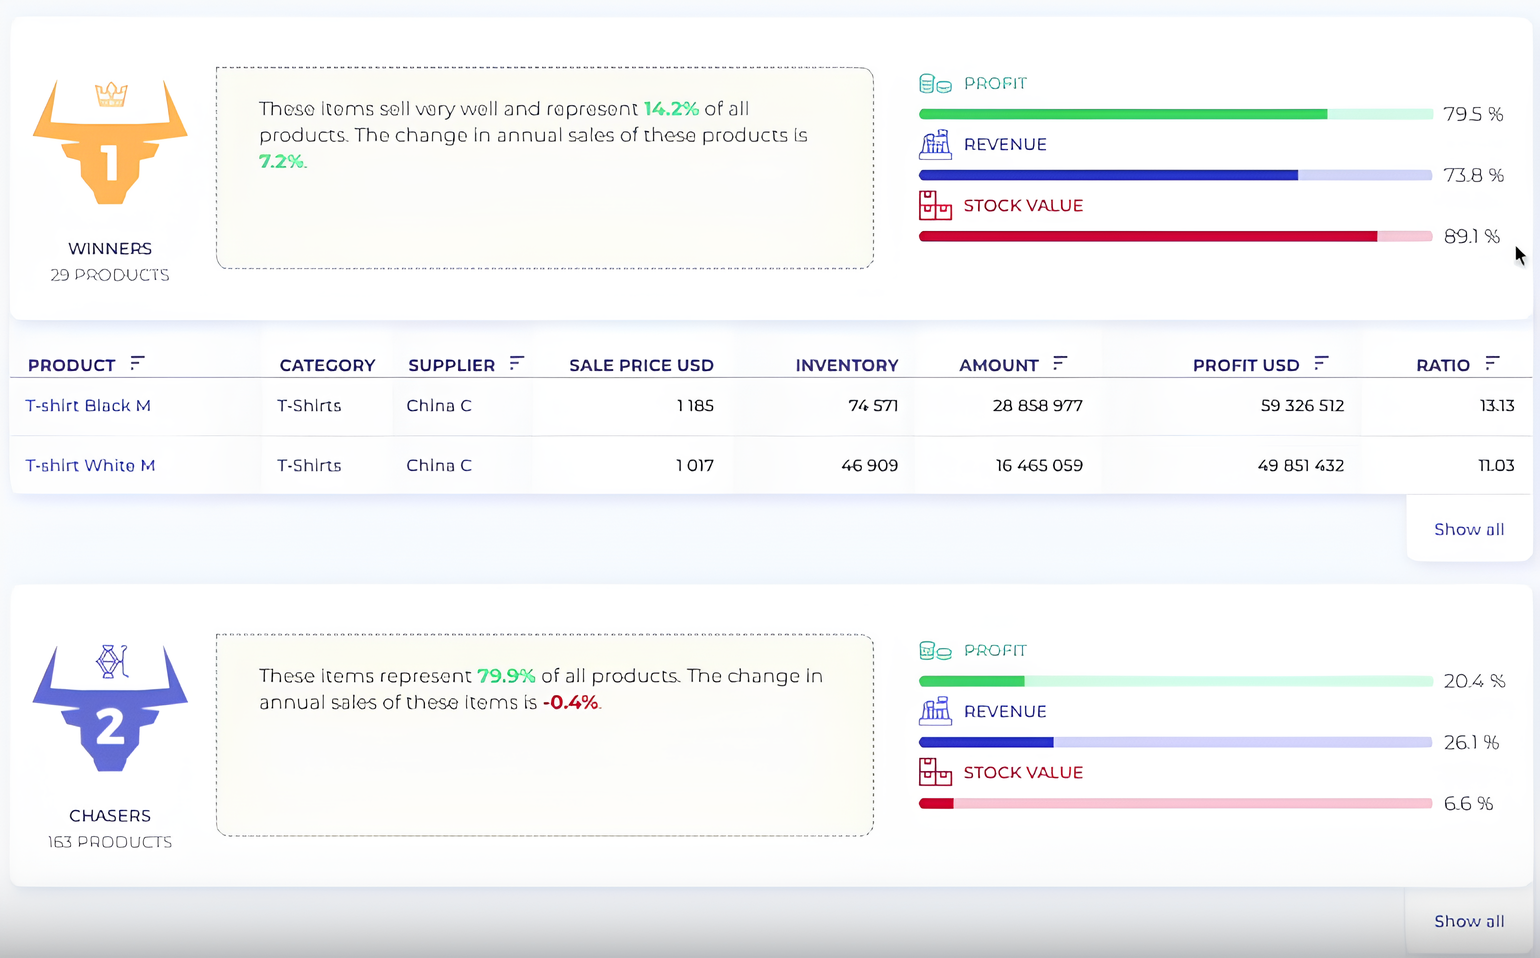 1
WINNERS
29 PRODUCTS
These items sell very well and represent 14.2% of all
products. The change in annual sales of these products is
7.2%.
PROFIT
79.5 %
REVENUE
73.8 %
STOCK VALUE
89.1 %
PRODUCT CATEGORY SUPPLIER SALE PRICE USD INVENTORY AMOUNT PROFIT USD RATIO
T-shirt Black M T-Shirts China C 1 185 74 571 28 858 977 59 326 512 13.13
T-shirt White M T-Shirts China C 1 017 46 909 16 465 059 49 851 432 11.03
Show all
2
CHASERS
163 PRODUCTS
These items represent 79.9% of all products. The change in
annual sales of these items is -0.4%.
PROFIT
20.4 %
REVENUE
26.1 %
STOCK VALUE
6.6 %
Show all